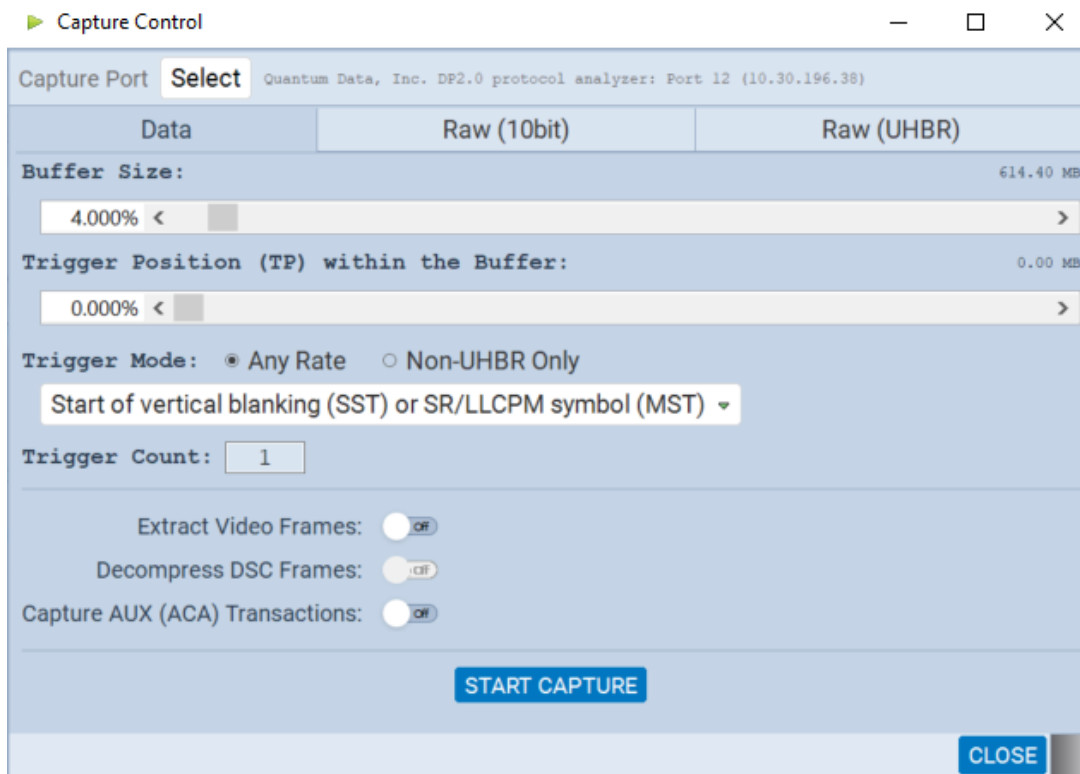 Capture Control
Capture Port Select Quantum Data, Inc. DP2.0 protocol analyzer: Port 12 (10.30.196.38)
Data Raw (10bit) Raw (UHBR)
Buffer Size: 614.40 MB
4.000%
Trigger Position (TP) within the Buffer: 0.00 MB
0.000%
Trigger Mode: Any Rate Non-UHBR Only
Start of vertical blanking (SST) or SR/LLCPM symbol (MST)
Trigger Count: 1
Extract Video Frames: Off
Decompress DSC Frames: Off
Capture AUX (ACA) Transactions: Off
START CAPTURE
CLOSE